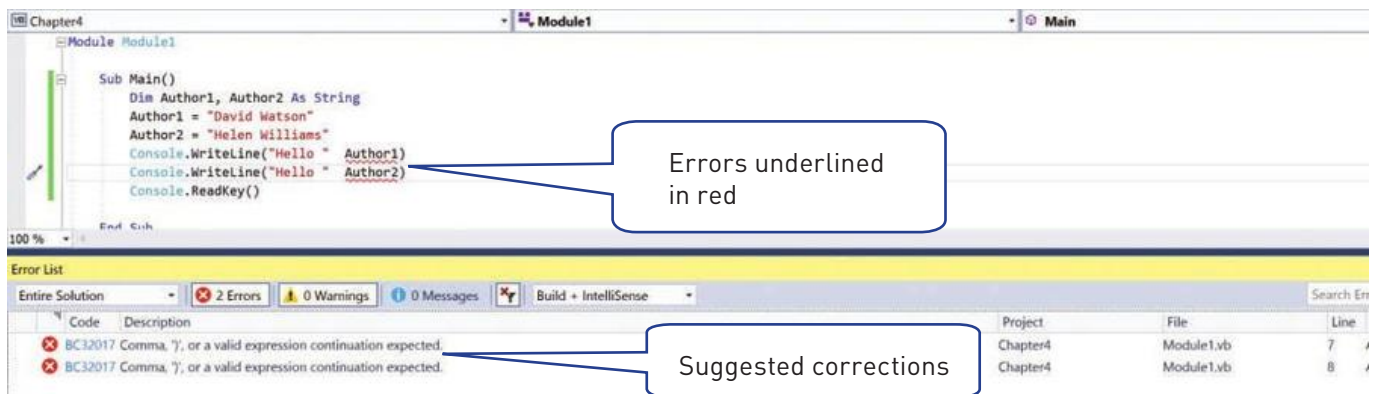 Chapter4 Module1 Main
Module Module1
Sub Main()
Dim Author1, Author2 As String
Author1 = "David Watson"
Author2 = "Helen Williams"
Console.WriteLine("Hello "  Author1)
Console.WriteLine("Hello "  Author2)
Console.ReadKey()
End Sub
Errors underlined
in red
100 %
Error List
Entire Solution 2 Errors 0 Warnings 0 Messages Build + IntelliSense Search
Code Description Project File Line
BC32017 Comma, ')', or a valid expression continuation expected. Chapter4 Module1.vb 7
BC32017 Comma, ')', or a valid expression continuation expected. Chapter4 Module1.vb 8
Suggested corrections